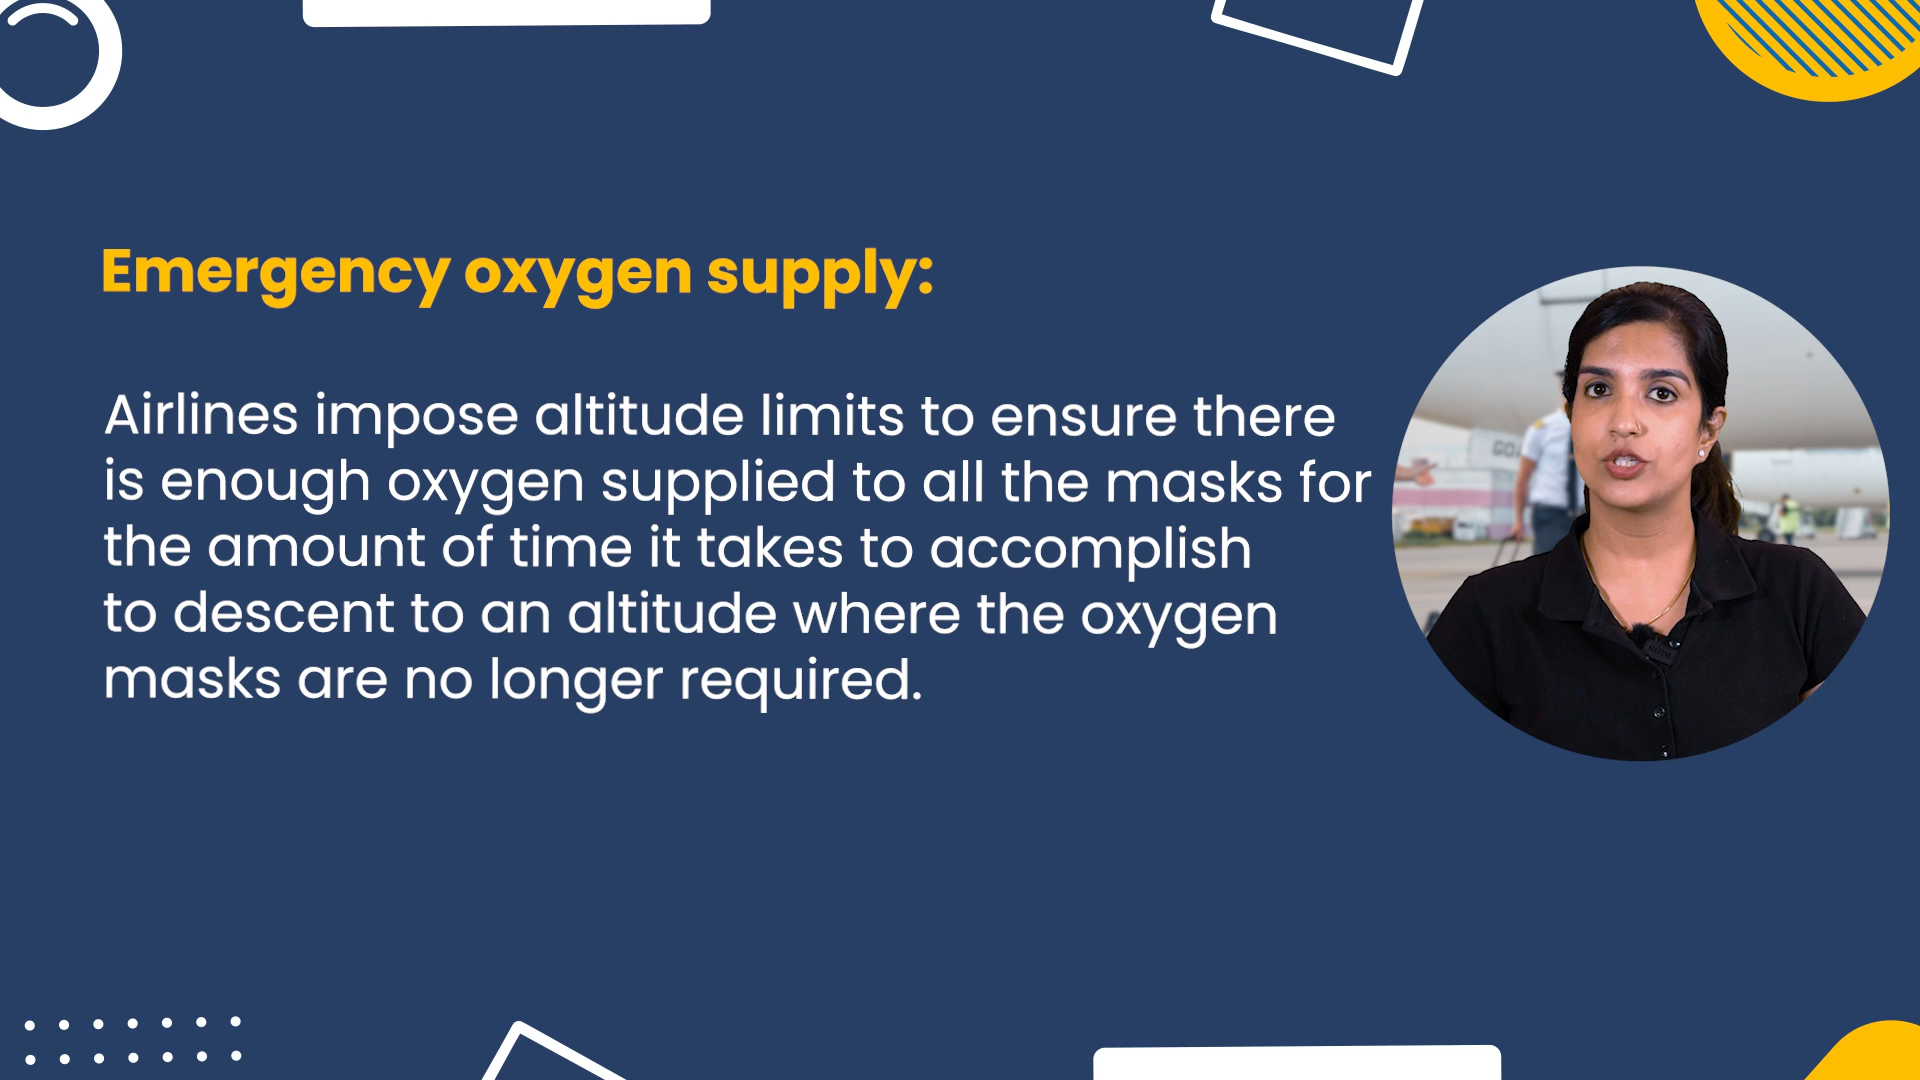 Emergency oxygen supply:
Airlines impose altitude limits to ensure there
is enough oxygen supplied to all the masks for
the amount of time it takes to accomplish
to descent to an altitude where the oxygen
masks are no longer required.